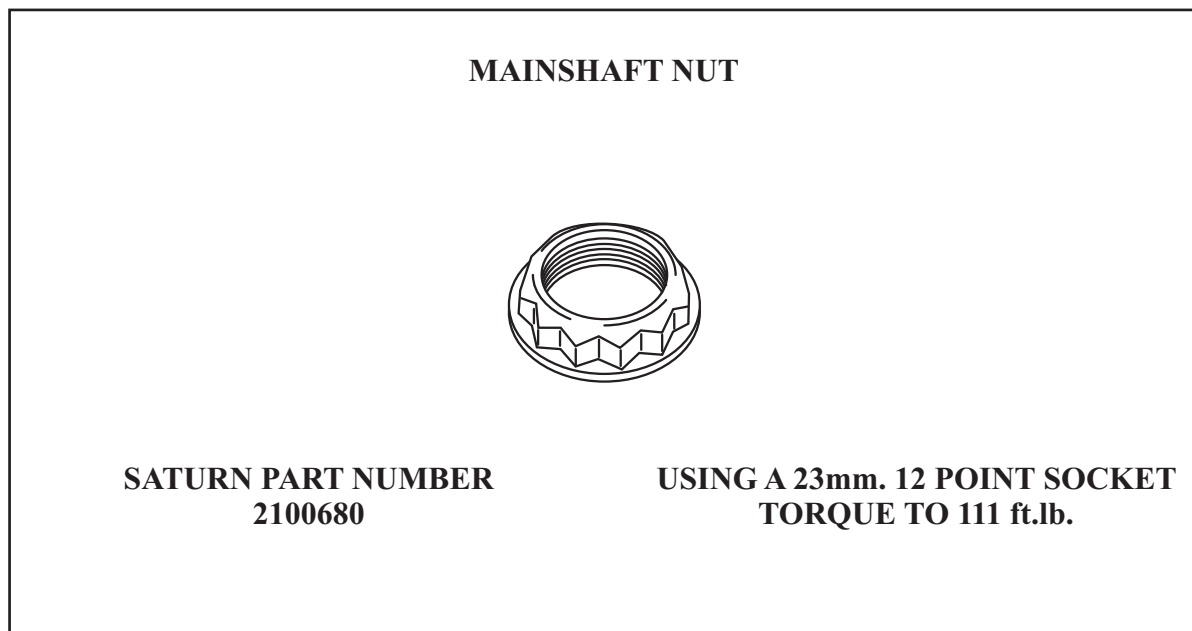 MAINSHAFT NUT
SATURN PART NUMBER
2100680
USING A 23mm. 12 POINT SOCKET
TORQUE TO 111 ft.lb.